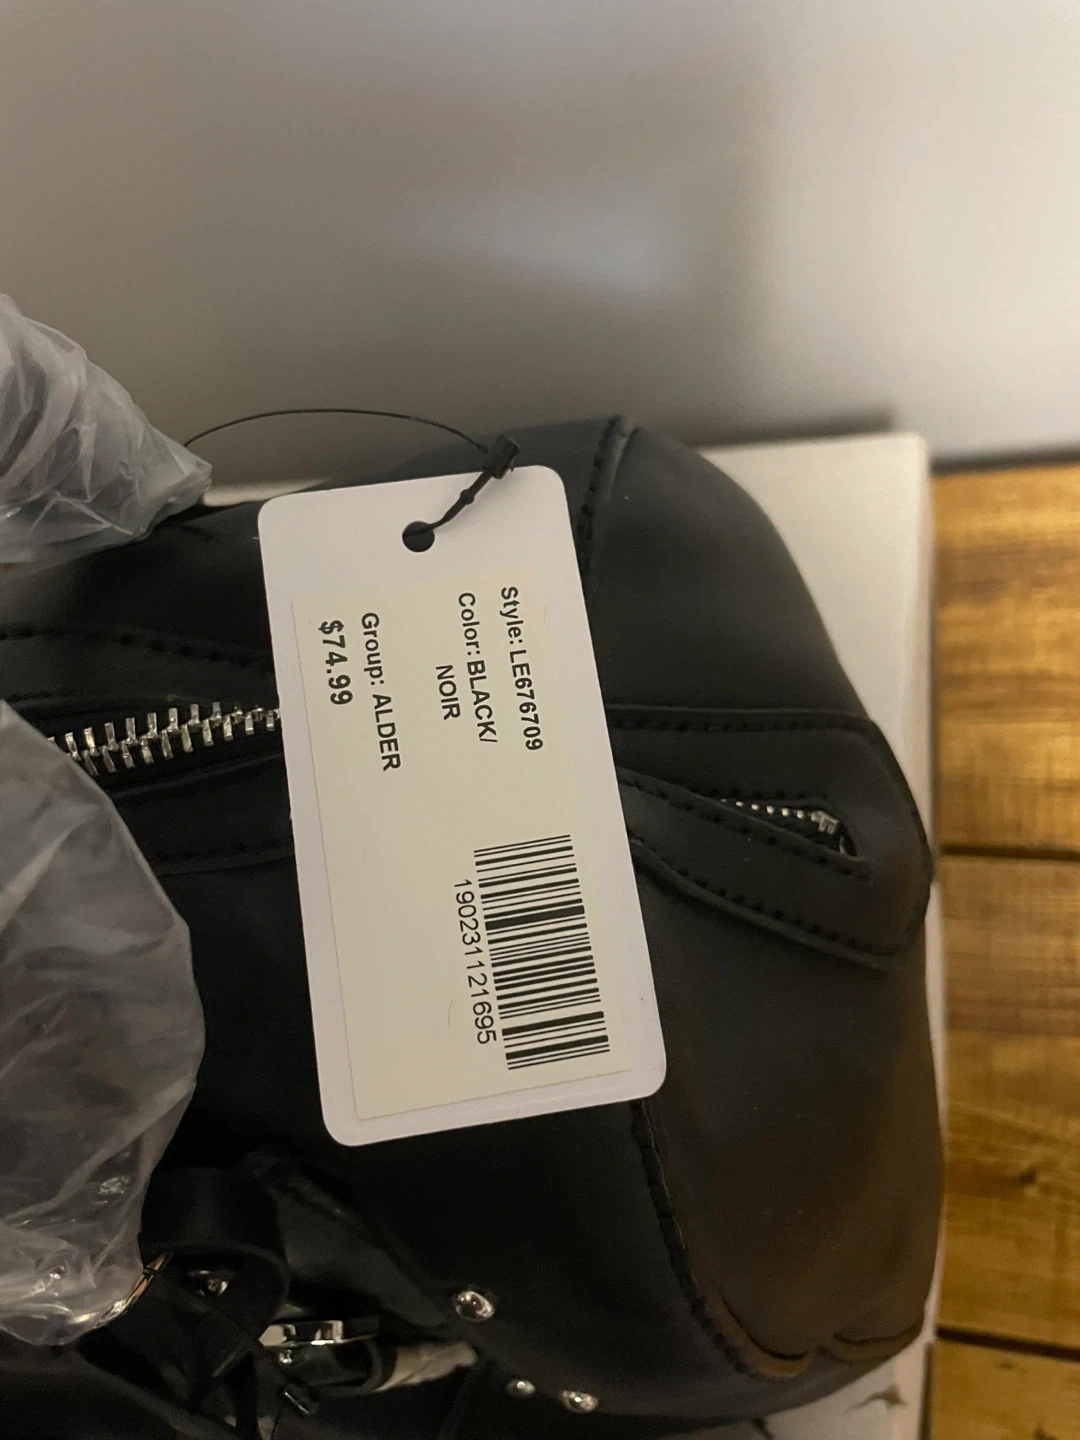 Style: LE676709
Color: BLACK/
NOIR
Group: ALDER
$74.99
190231121695